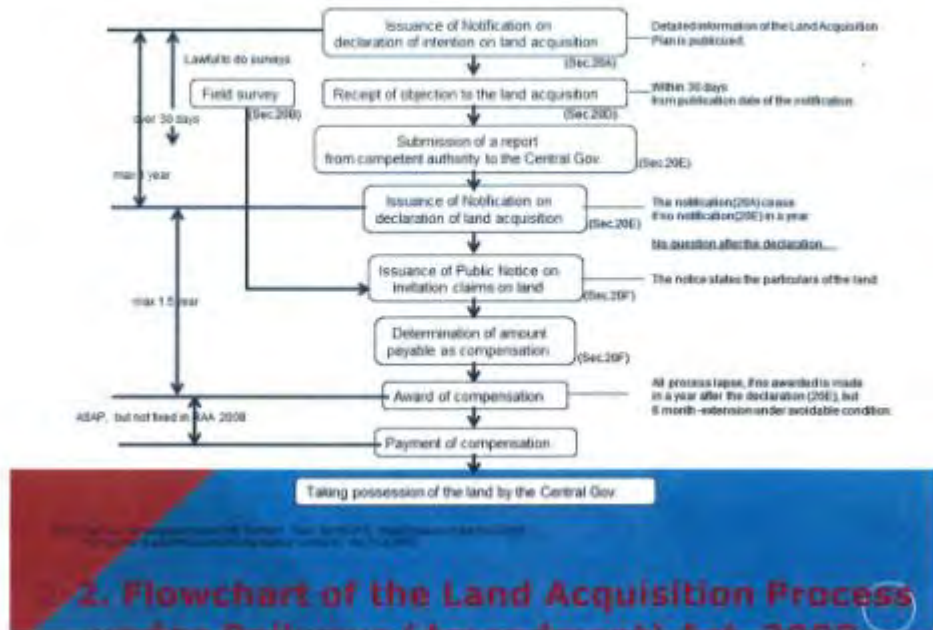 Issuance of Notification on
declaration of intention on land acquisition
(Sec.20A)
Detailed information of the Land Acquisition
Plan is publicized.
Lawful to do surveys
Field survey
(Sec.20B)
over 30 days
Receipt of objection to the land acquisition
(Sec.20D)
Within 30 days
from publication date of the notification
Submission of a report
from competent authority to the Central Gov.
(Sec.20E)
max 1 year
Issuance of Notification on
declaration of land acquisition
(Sec.20E)
The notification(20A) cease
if no notification(20E) in a year
No question after the declaration
Issuance of Public Notice on
invitation claims on land
(Sec.20F)
The notice states the particulars of the land
max 1.5 year
Determination of amount
payable as compensation
(Sec.20F)
Award of compensation
All process lapse, if no awarded is made
in a year after the declaration (20E), but
6 month -extension under avoidable condition
ASAP, but not fixed in RAA 2008
Payment of compensation
Taking possession of the land by the Central Gov.
2. Flowchart of the Land Acquisition Process